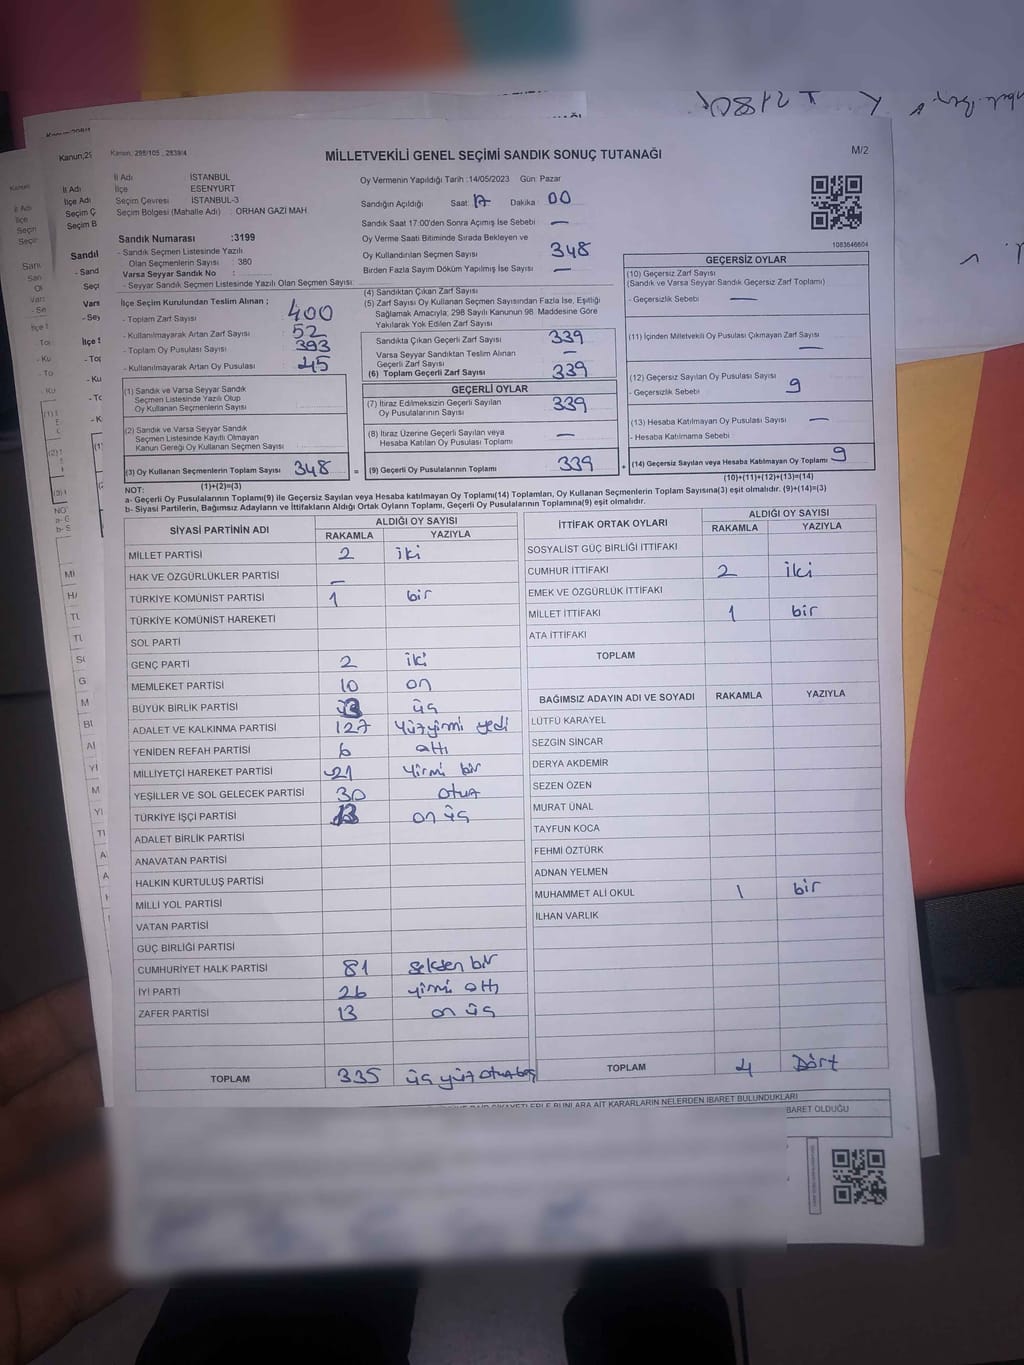 Kanun: 298/105 , 2839/4
MİLLETVEKİLİ GENEL SEÇİMİ SANDIK SONUÇ TUTANAĞI
M/2
İl Adı : İSTANBUL
İlçe : ESENYURT
Seçim Çevresi : İSTANBUL-3
Seçim Bölgesi (Mahalle Adı) : ORHAN GAZİ MAH.
Oy Vermenin Yapıldığı Tarih :14/05/2023 Gün: Pazar
Sandığın Açıldığı Saat 17 Dakika 00
Sandık Saat 17:00'den Sonra Açımış İse Sebebi —
Sandık Numarası :3199
- Sandık Seçmen Listesinde Yazılı
Olan Seçmen Sayısı : 380
Varsa Seyyar Sandık No :
- Seyyar Sandık Seçmen Listesinde Yazılı Olan Seçmen Sayısı:
Oy Verme Saati Bitiminde Sırada Bekleyen ve
Oy Kullandırılan Seçmen Sayısı 348
Birden Fazla Sayım Döküm Yapılmış İse Sayısı —
1083646604
İlçe Seçim Kurulundan Teslim Alınan ;
- Toplam Zarf Sayısı 400
- Kullanılmayarak Artan Zarf Sayısı 52
- Toplam Oy Pusulası Sayısı 393
- Kullanılmayarak Artan Oy Pusulası 45
(1) Sandık ve Varsa Seyyar Sandık
Seçmen Listesinde Yazılı Olup
Oy Kullanan Seçmenlerin Sayısı
(2) Sandık ve Varsa Seyyar Sandık
Seçmen Listesinde Kayıtlı Olmayan
Kanun Gereği Oy Kullanan Seçmen Sayısı
(3) Oy Kullanan Seçmenlerin Toplam Sayısı 348
(1)+(2)=(3)
(4) Sandıktan Çıkan Zarf Sayısı
(5) Zarf Sayısı Oy Kullanan Seçmen Sayısından Fazla İse, Eşitliği
Sağlamak Amacıyla; 298 Sayılı Kanunun 98. Maddesine Göre
Yakılarak Yok Edilen Zarf Sayısı
Sandıkta Çıkan Geçerli Zarf Sayısı 339
Varsa Seyyar Sandıktan Teslim Alınan
Geçerli Zarf Sayısı —
(6) Toplam Geçerli Zarf Sayısı 339
GEÇERLİ OYLAR
(7) İtiraz Edilmeksizin Geçerli Sayılan
Oy Pusulalarının Sayısı 339
(8) İtiraz Üzerine Geçerli Sayılan veya
Hesaba Katılan Oy Pusulası Toplamı —
= (9) Geçerli Oy Pusulalarının Toplamı 339
GEÇERSİZ OYLAR
(10) Geçersiz Zarf Sayısı
(Sandık ve Varsa Seyyar Sandık Geçersiz Zarf Toplamı)
- Geçersizlik Sebebi —
(11) İçinden Milletvekili Oy Pusulası Çıkmayan Zarf Sayısı
—
(12) Geçersiz Sayılan Oy Pusulası Sayısı 9
- Geçersizlik Sebebi
(13) Hesaba Katılmayan Oy Pusulası Sayısı —
- Hesaba Katılmama Sebebi
+ (14) Geçersiz Sayılan veya Hesaba Katılmayan Oy Toplamı 9
(10)+(11)+(12)+(13)=(14)
NOT:
a- Geçerli Oy Pusulalarının Toplamı(9) ile Geçersiz Sayılan veya Hesaba katılmayan Oy Toplamı(14) Toplamları, Oy Kullanan Seçmenlerin Toplam Sayısına(3) eşit olmalıdır. (9)+(14)=(3)
b- Siyasi Partilerin, Bağımsız Adayların ve İttifakların Aldığı Ortak Oyların Toplamı, Geçerli Oy Pusulalarının Toplamına(9) eşit olmalıdır.
SİYASİ PARTİNİN ADI ALDIĞI OY SAYISI
RAKAMLA YAZIYLA
MİLLET PARTİSİ 2 iki
HAK VE ÖZGÜRLÜKLER PARTİSİ –
TÜRKİYE KOMÜNİST PARTİSİ 1 bir
TÜRKİYE KOMÜNİST HAREKETİ
SOL PARTİ
GENÇ PARTİ 2 iki
MEMLEKET PARTİSİ 10 on
BÜYÜK BİRLİK PARTİSİ 3 üç
ADALET VE KALKINMA PARTİSİ 127 Yüzyirmi yedi
YENİDEN REFAH PARTİSİ 6 altı
MİLLİYETÇİ HAREKET PARTİSİ 21 Yirmi bir
YEŞİLLER VE SOL GELECEK PARTİSİ 30 otuz
TÜRKİYE İŞÇİ PARTİSİ 13 on üç
ADALET BİRLİK PARTİSİ
ANAVATAN PARTİSİ
HALKIN KURTULUŞ PARTİSİ
MİLLİ YOL PARTİSİ
VATAN PARTİSİ
GÜÇ BİRLİĞİ PARTİSİ
CUMHURİYET HALK PARTİSİ 81 seksen bir
İYİ PARTİ 26 yirmi altı
ZAFER PARTİSİ 13 on üç
TOPLAM 335 üç yüz otuz beş
İTTİFAK ORTAK OYLARI ALDIĞI OY SAYISI
RAKAMLA YAZIYLA
SOSYALİST GÜÇ BİRLİĞİ İTTİFAKI
CUMHUR İTTİFAKI 2 iki
EMEK VE ÖZGÜRLÜK İTTİFAKI
MİLLET İTTİFAKI 1 bir
ATA İTTİFAKI
TOPLAM
BAĞIMSIZ ADAYIN ADI VE SOYADI RAKAMLA YAZIYLA
LÜTFÜ KARAYEL
SEZGİN SİNCAR
DERYA AKDEMİR
SEZEN ÖZEN
MURAT ÜNAL
TAYFUN KOCA
FEHMİ ÖZTÜRK
ADNAN YELMEN
MUHAMMET ALİ OKUL 1 bir
İLHAN VARLIK
TOPLAM 4 Dört
BUNLARA AİT KARARLARIN NELERDEN İBARET BULUNDUKLARI
BARET OLDUĞU